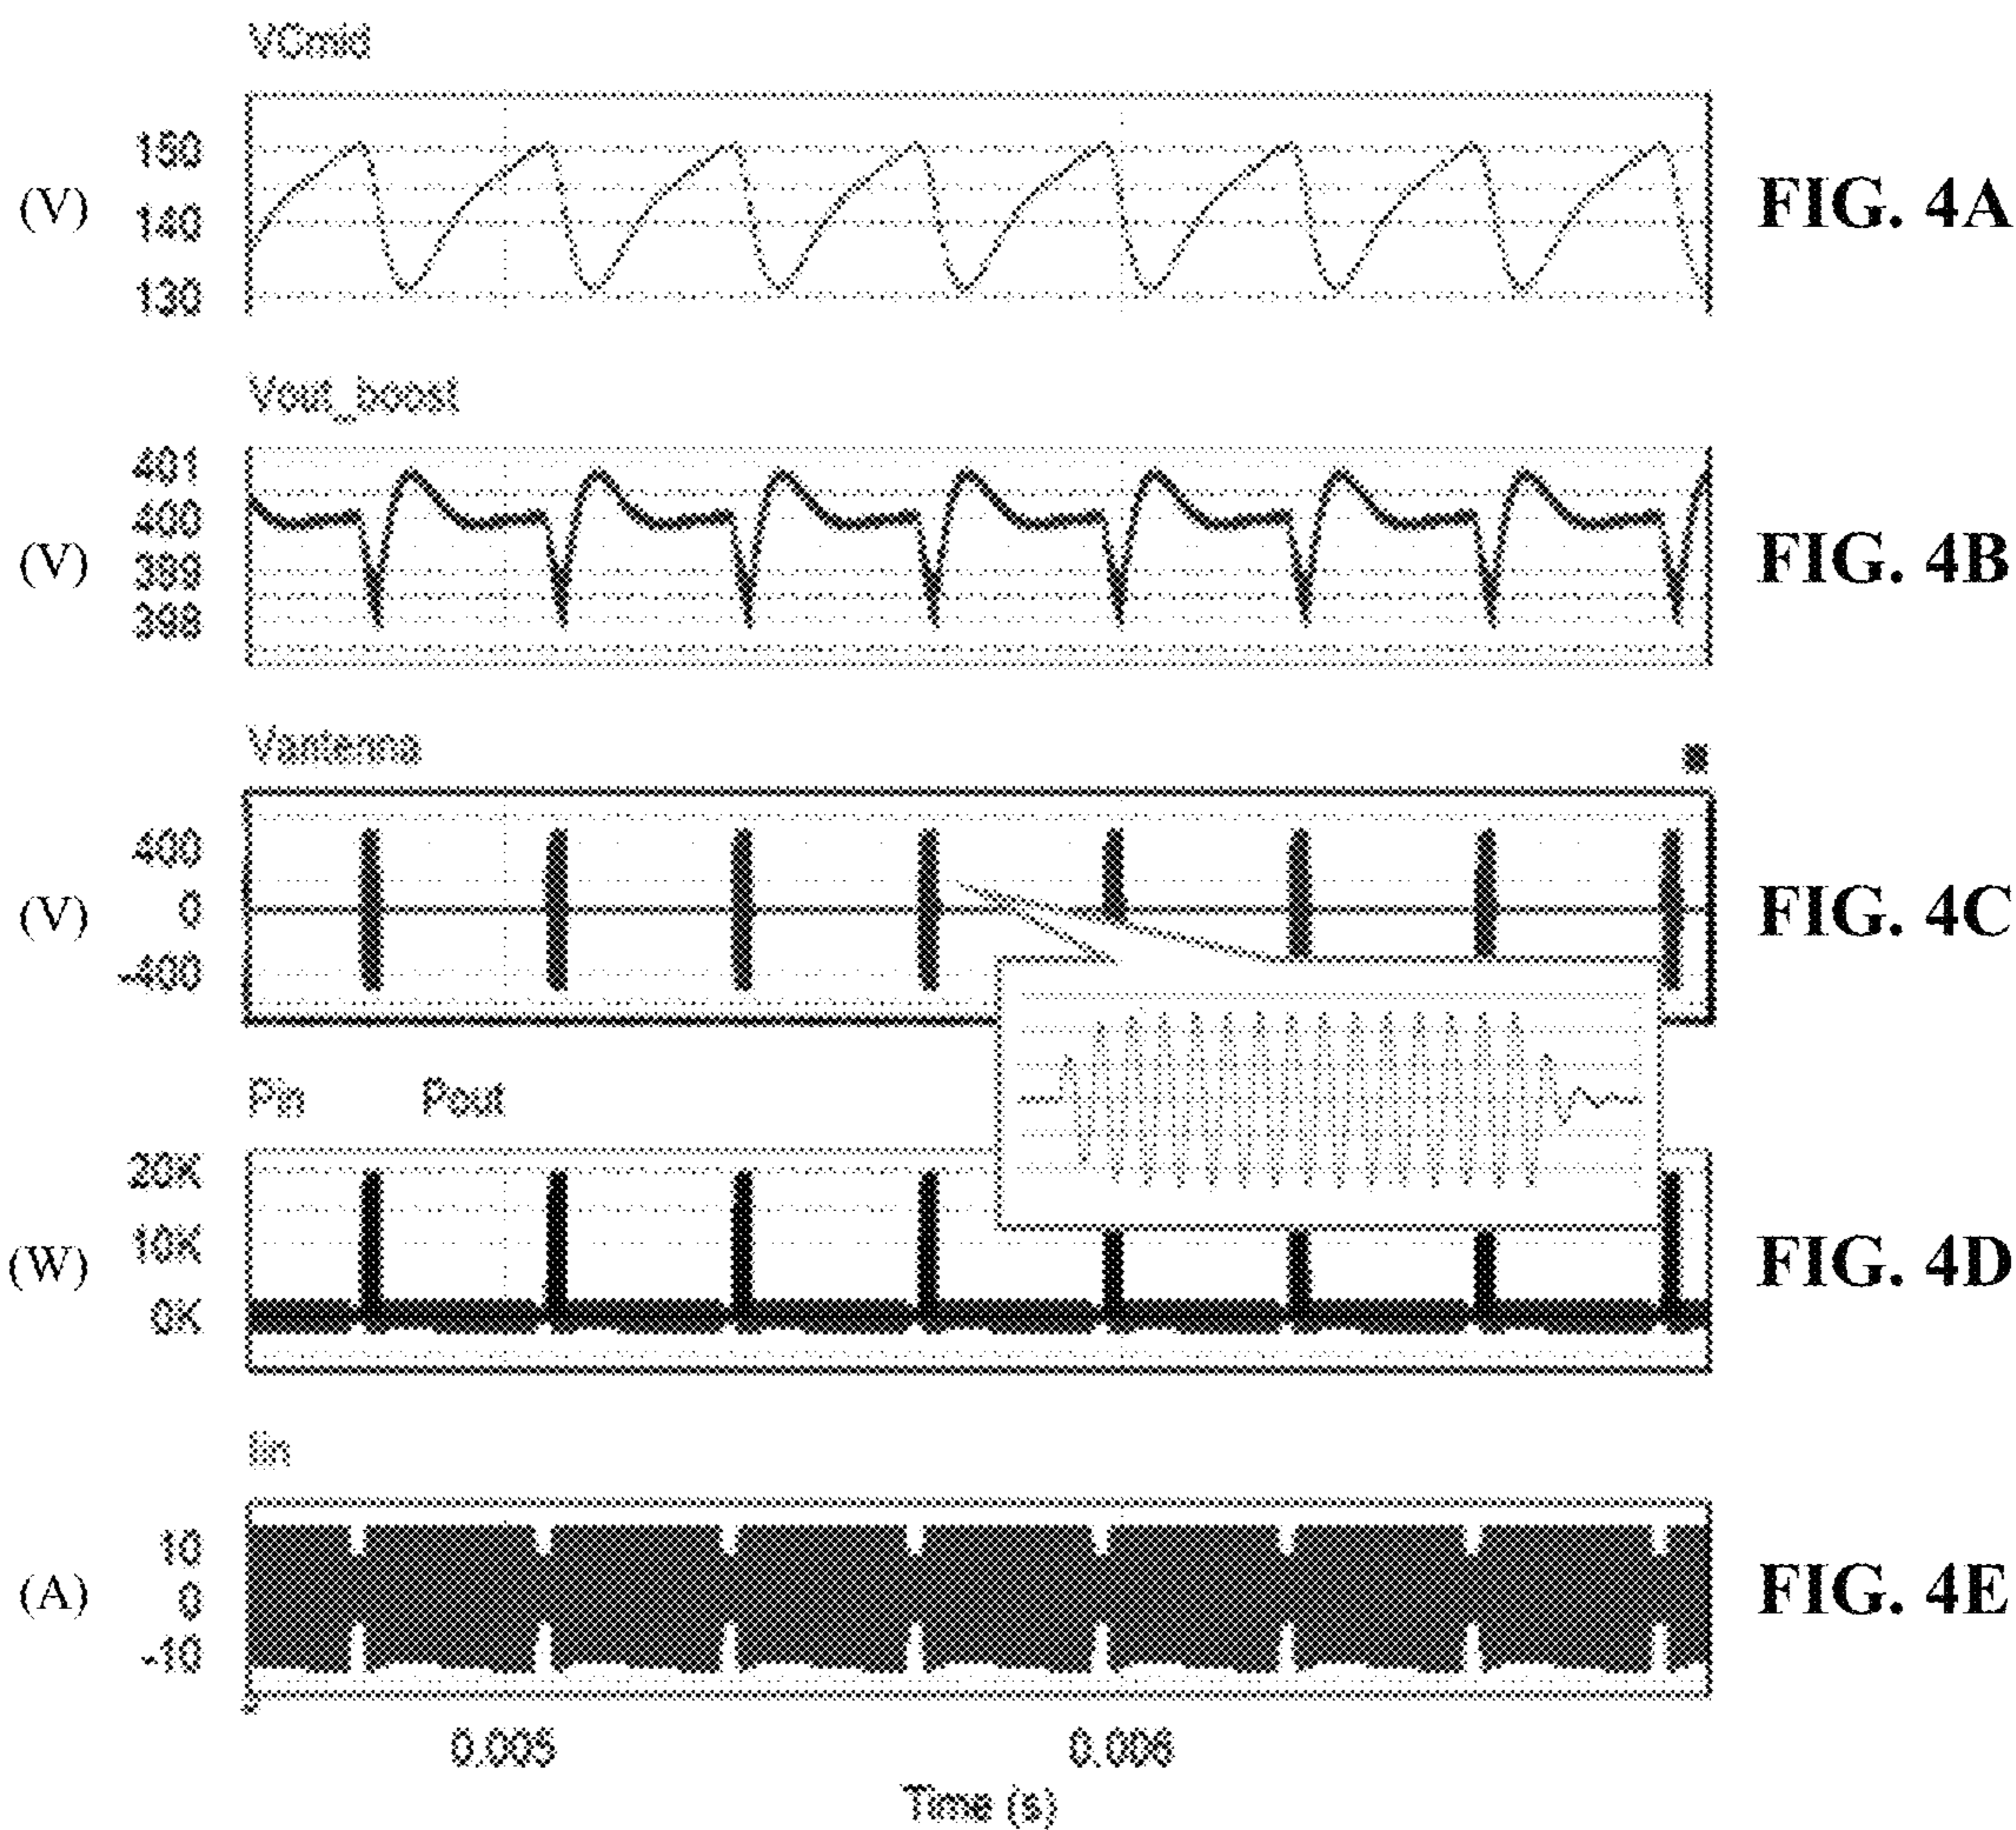 VCmid
150
140
130
(V)
FIG. 4A
Vout_boost
401
400
399
398
(V)
FIG. 4B
Vantenna
400
0
-400
(V)
FIG. 4C
Pin Pout
20K
10K
0K
(W)
FIG. 4D
Iin
10
0
-10
(A)
FIG. 4E
0.005 0.006
Time (s)